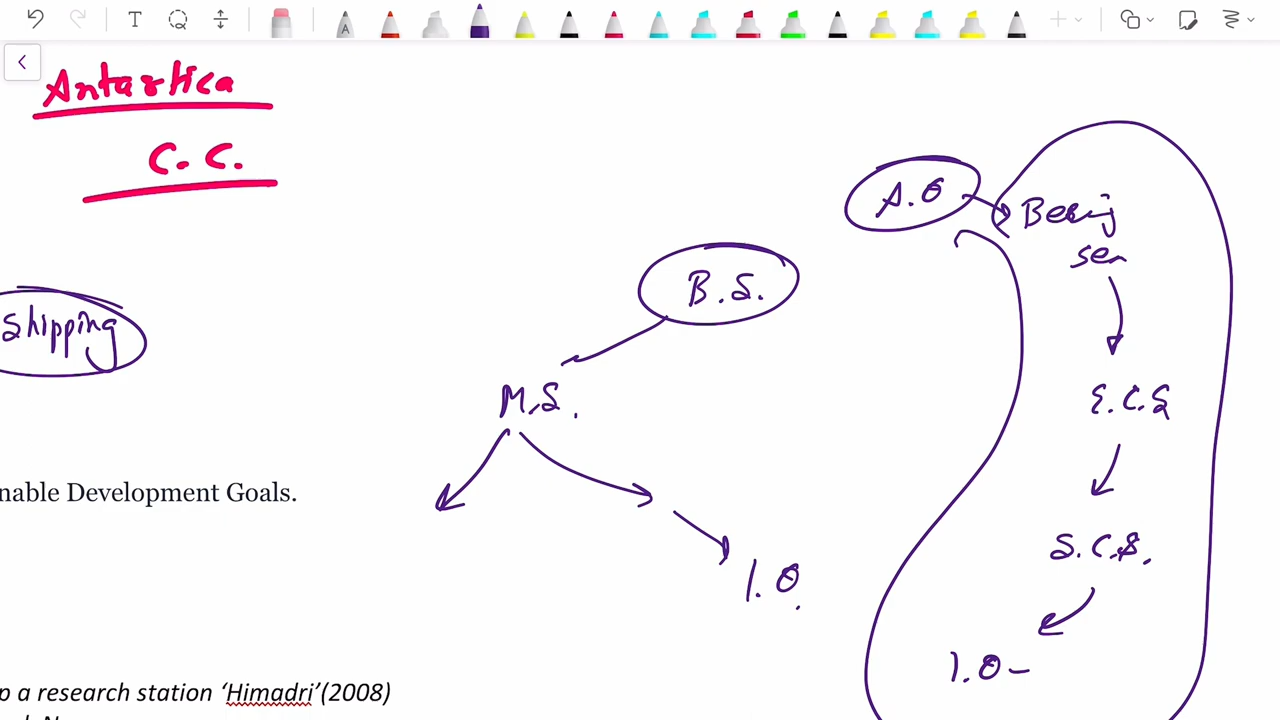 Antartica
C. C.
A.O
Bering
sea
B.S.
Shipping
M.S.
E.C.S
nable Development Goals.
S.C.S.
I.O.
I.O-
p a research station ‘Himadri’(2008)